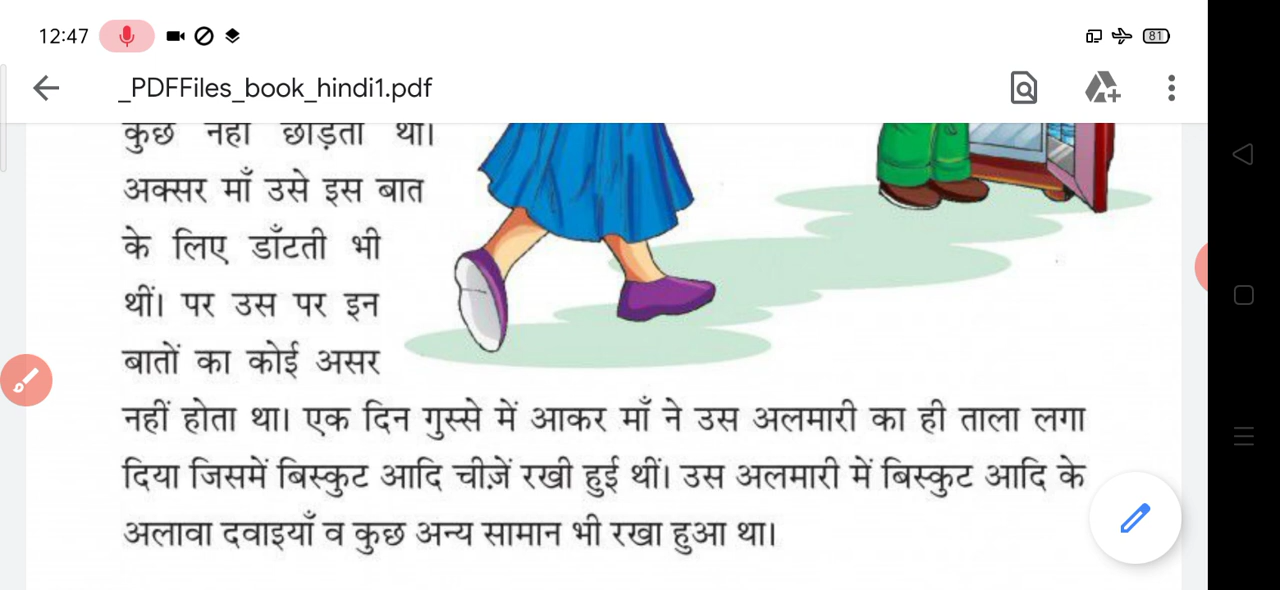 12:47
81
_PDFFiles_book_hindi1.pdf
कुछ नहीं छोड़ता था।
अक्सर माँ उसे इस बात
के लिए डाँटती भी
थीं। पर उस पर इन
बातों का कोई असर
नहीं होता था। एक दिन गुस्से में आकर माँ ने उस अलमारी का ही ताला लगा
दिया जिसमें बिस्कुट आदि चीज़ें रखी हुई थीं। उस अलमारी में बिस्कुट आदि के
अलावा दवाइयाँ व कुछ अन्य सामान भी रखा हुआ था।